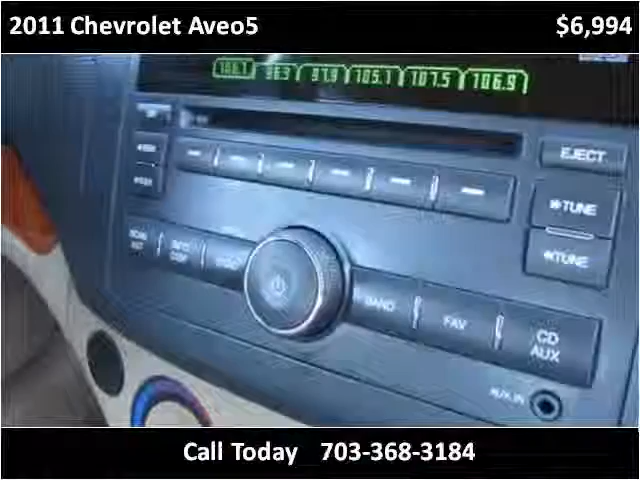 2011 Chevrolet Aveo5 $6,994
106.7 96.3 97.9 105.1 107.5 106.9
EJECT
TUNE
TUNE
BAND FAV CD AUX
AUX IN
Call Today 703-368-3184